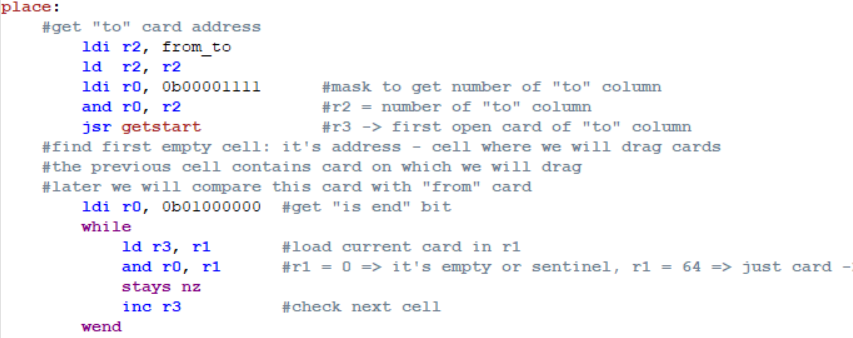 place:
#get "to" card address
ldi r2, from_to
ld r2, r2
ldi r0, 0b00001111 #mask to get number of "to" column
and r0, r2 #r2 = number of "to" column
jsr getstart #r3 -> first open card of "to" column
#find first empty cell: it's address - cell where we will drag cards
#the previous cell contains card on which we will drag
#later we will compare this card with "from" card
ldi r0, 0b01000000 #get "is end" bit
while
ld r3, r1 #load current card in r1
and r0, r1 #r1 = 0 => it's empty or sentinel, r1 = 64 => just card -
stays nz
inc r3 #check next cell
wend